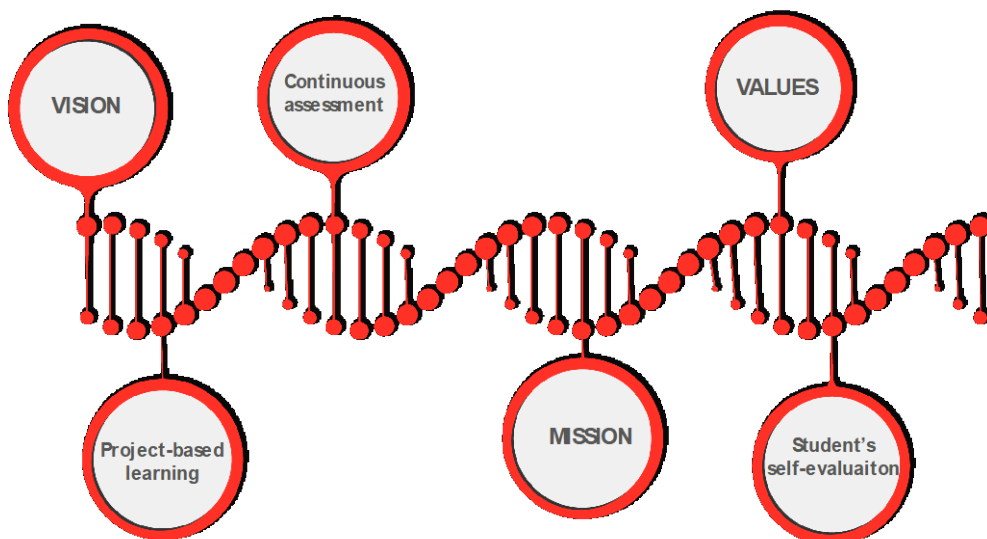 VISION
Continuous
assessment
VALUES
Project-based
learning
MISSION
Student’s
self-evaluaiton